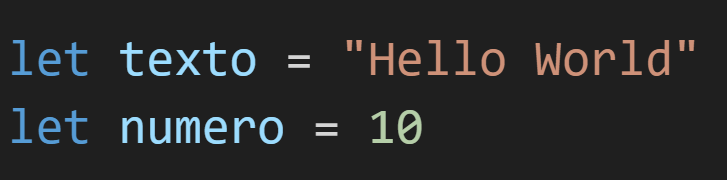 let texto = "Hello World"
let numero = 10